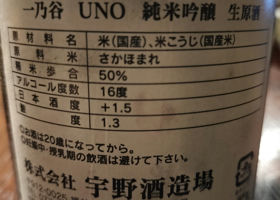 一乃谷 UNO 純米吟醸 生原酒
原材料名 米(国産)、米こうじ(国産米)
原料米 さかほまれ
精米歩合 50%
アルコール度数 16度
日本酒度 +1.5
酸度 1.3
◎お酒は20歳になってから。
◎妊娠中・授乳期の飲酒は避けて下さい。
株式会社 宇野酒造場